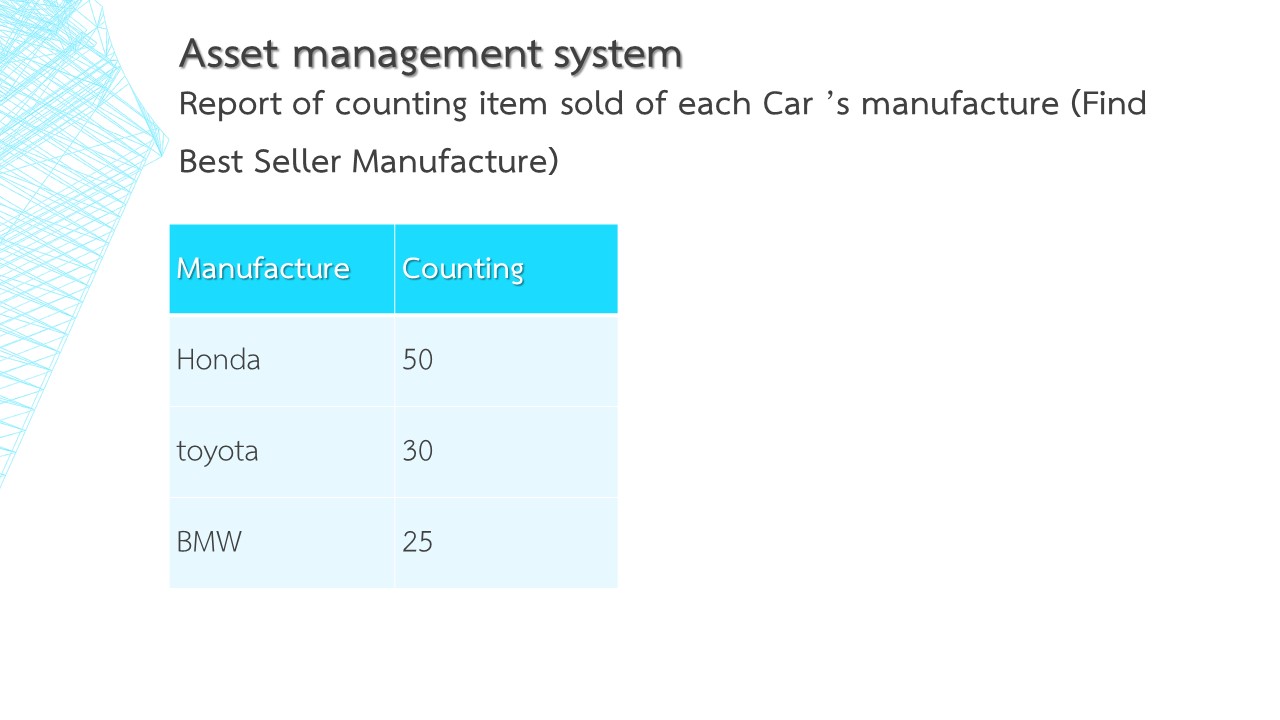 Asset management system
Report of counting item sold of each Car ’s manufacture (Find
Best Seller Manufacture)
Manufacture Counting
Honda 50
toyota 30
BMW 25